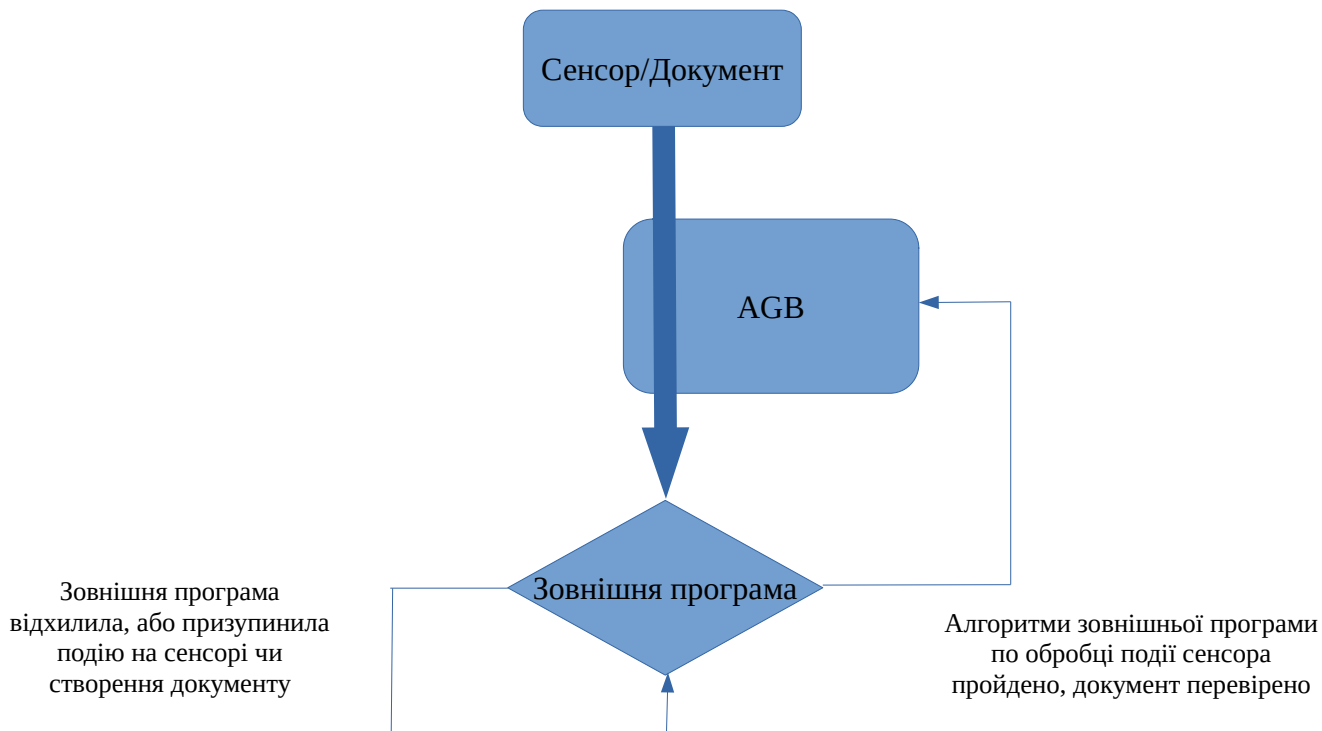 Сенсор/Документ
AGB
Зовнішня програма
Зовнішня програма
відхилила, або призупинила
подію на сенсорі чи
створення документу
Алгоритми зовнішньої програми
по обробці події сенсора
пройдено, документ перевірено